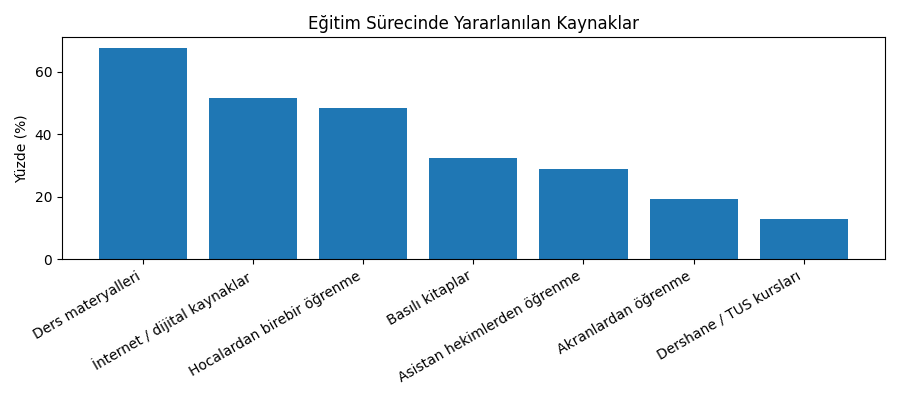 Eğitim Sürecinde Yararlanılan Kaynaklar
Yüzde (%)
60
40
20
0
Ders materyalleri
İnternet / dijital kaynaklar
Hocalardan birebir öğrenme
Basılı kitaplar
Asistan hekimlerden öğrenme
Akranlardan öğrenme
Dershane / TUS kursları